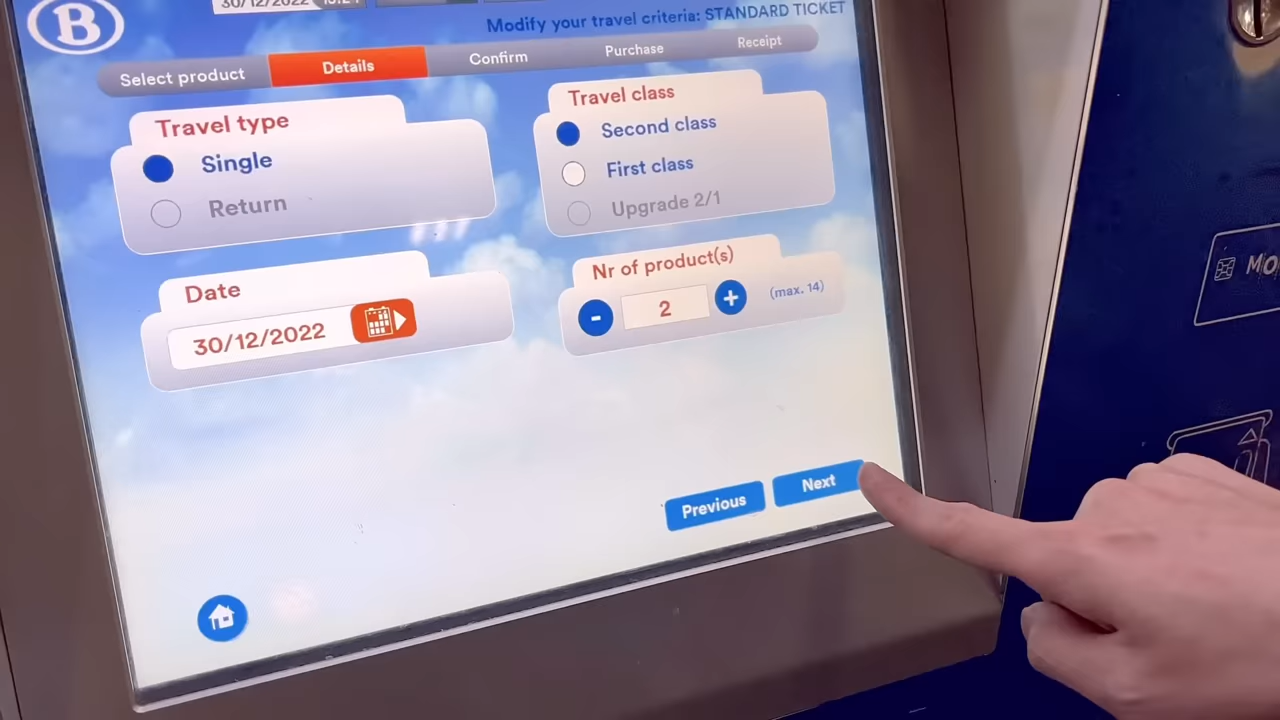 B
30/12/2022
Modify your travel criteria: STANDARD TICKET
Select product
Details
Confirm
Purchase
Receipt
Travel type
Single
Return
Travel class
Second class
First class
Upgrade 2/1
Date
30/12/2022
Nr of product(s)
-
2
+
(max. 14)
Previous
Next